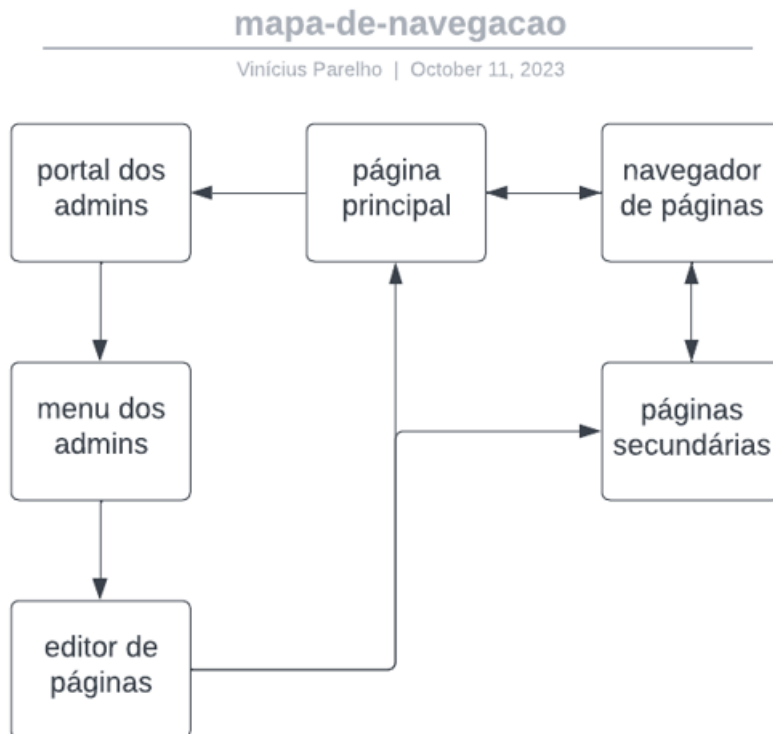 mapa-de-navegacao
Vinícius Parelho | October 11, 2023
portal dos
admins
página
principal
navegador
de páginas
menu dos
admins
páginas
secundárias
editor de
páginas